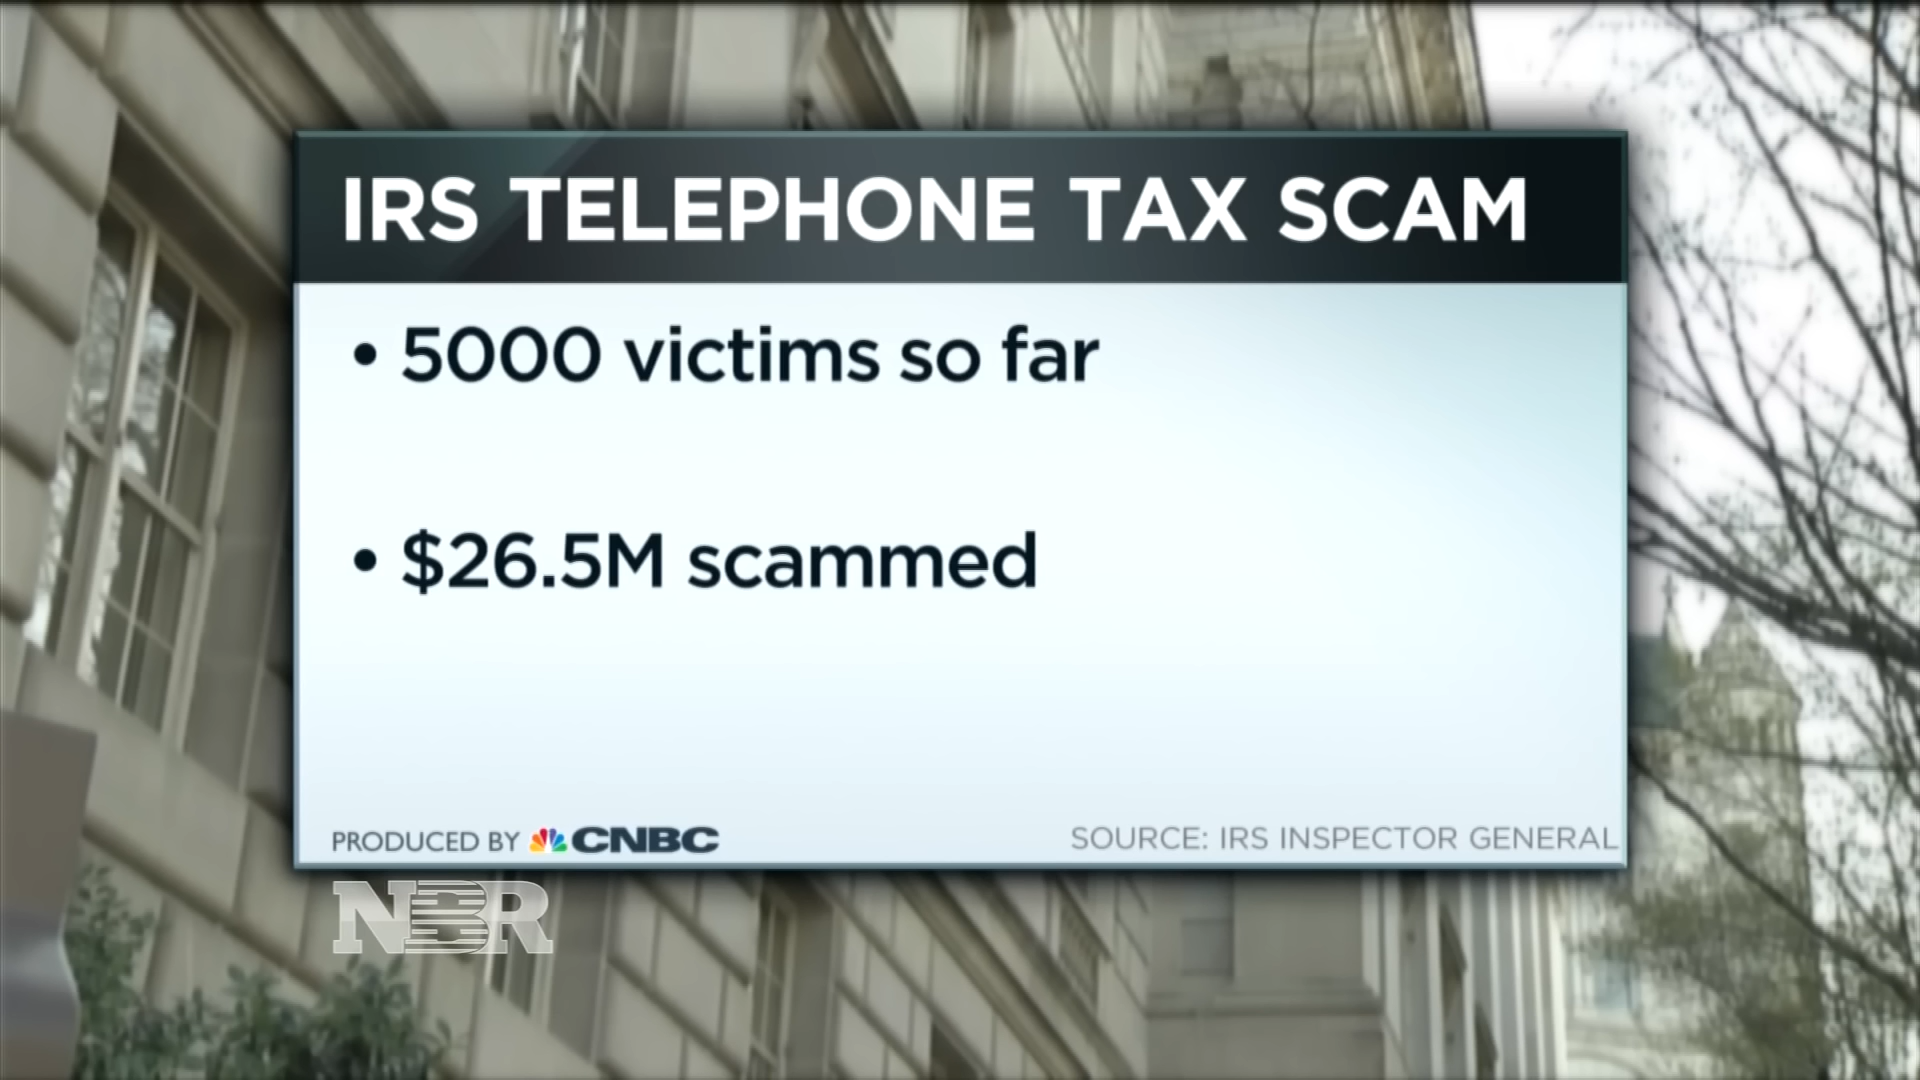 IRS TELEPHONE TAX SCAM
• 5000 victims so far
• $26.5M scammed
PRODUCED BY CNBC
SOURCE: IRS INSPECTOR GENERAL
NBR